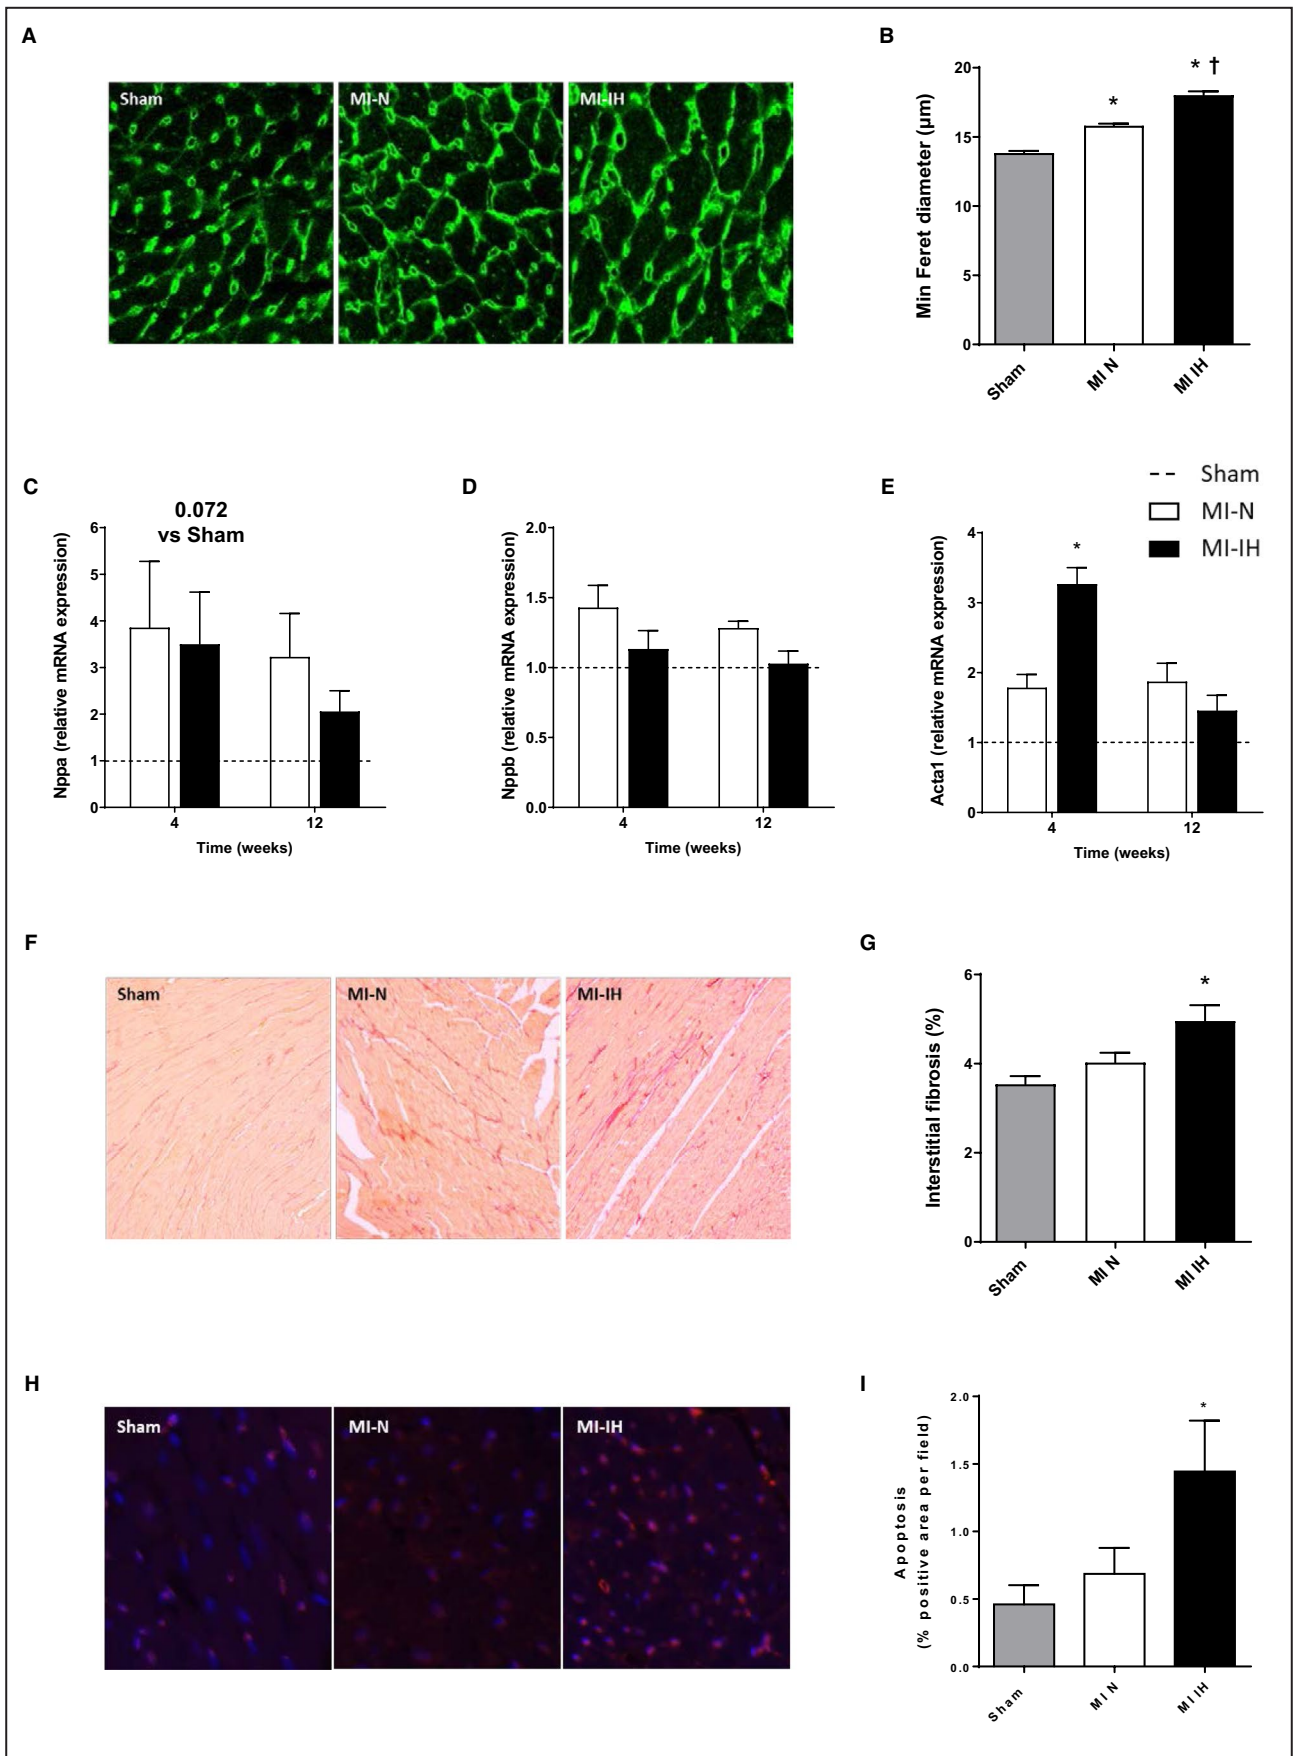 A
Sham
MI-N
MI-IH
B
* †
*
20
15
10
5
0
Min Feret diameter (µm)
Sham
MI N
MI IH
C
0.072
vs Sham
6
5
4
3
2
1
0
Nppa (relative mRNA expression)
4
12
Time (weeks)
D
2.0
1.5
1.0
0.5
0.0
Nppb (relative mRNA expression)
4
12
Time (weeks)
E
Sham
MI-N
MI-IH
*
4
3
2
1
0
Acta1 (relative mRNA expression)
4
12
Time (weeks)
F
Sham
MI-N
MI-IH
G
*
6
4
2
0
Interstitial fibrosis (%)
Sham
MI N
MI IH
H
Sham
MI-N
MI-IH
I
*
2.0
1.5
1.0
0.5
0.0
Apoptosis
(% positive area per field)
Sham
MI N
MI IH